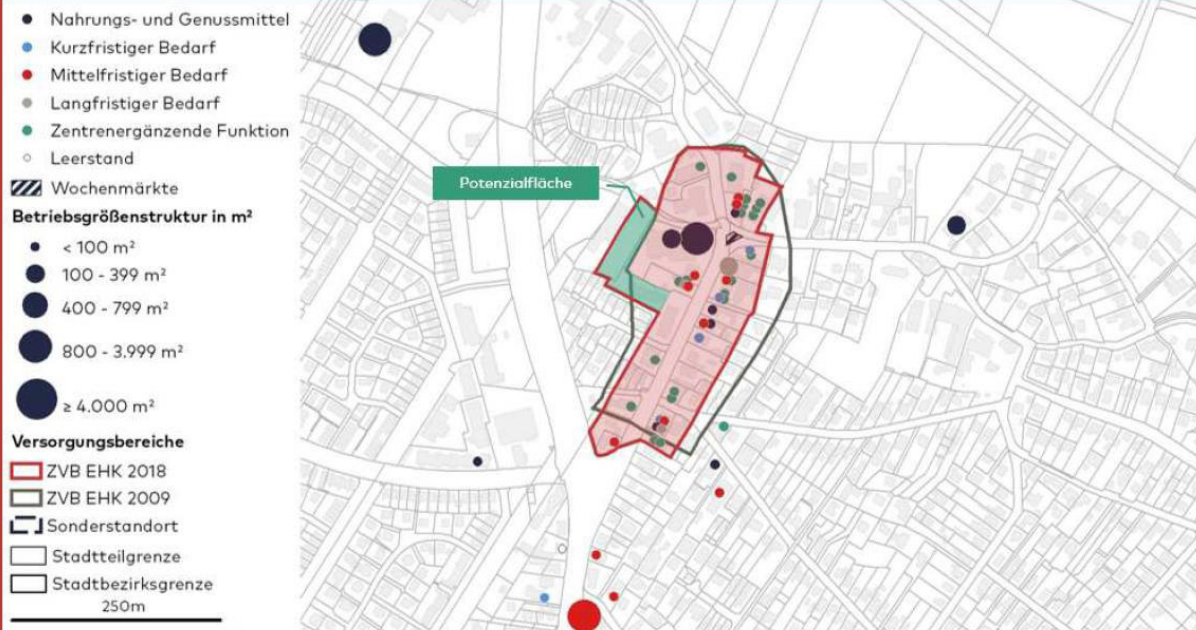 Nahrungs- und Genussmittel
Kurzfristiger Bedarf
Mittelfristiger Bedarf
Langfristiger Bedarf
Zentrenergänzende Funktion
Leerstand
Wochenmärkte
Betriebsgrößenstruktur in m²
< 100 m²
100 - 399 m²
400 - 799 m²
800 - 3.999 m²
≥ 4.000 m²
Versorgungsbereiche
ZVB EHK 2018
ZVB EHK 2009
Sonderstandort
Stadtteilgrenze
Stadtbezirksgrenze
250m
Potenzialfläche